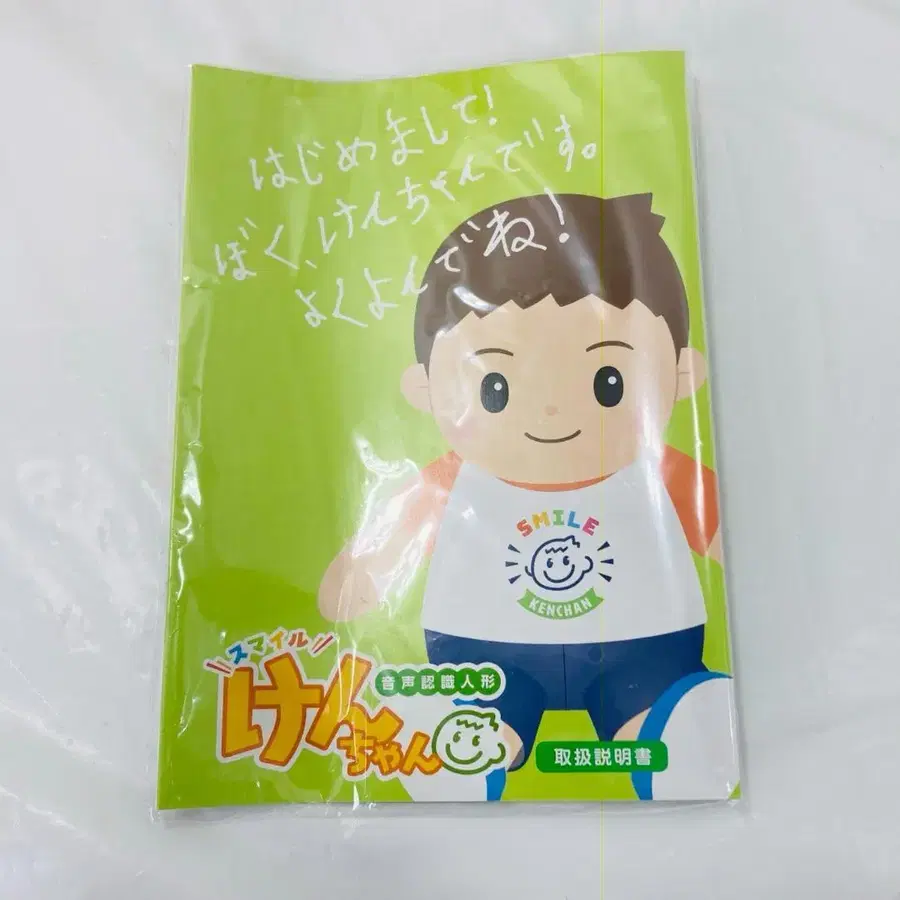 はじめまして!
ぼく、けんちゃんです。
よくよんでね!
SMILE
KENCHAN
スマイル
音声認識人形
けんちゃん
取扱説明書